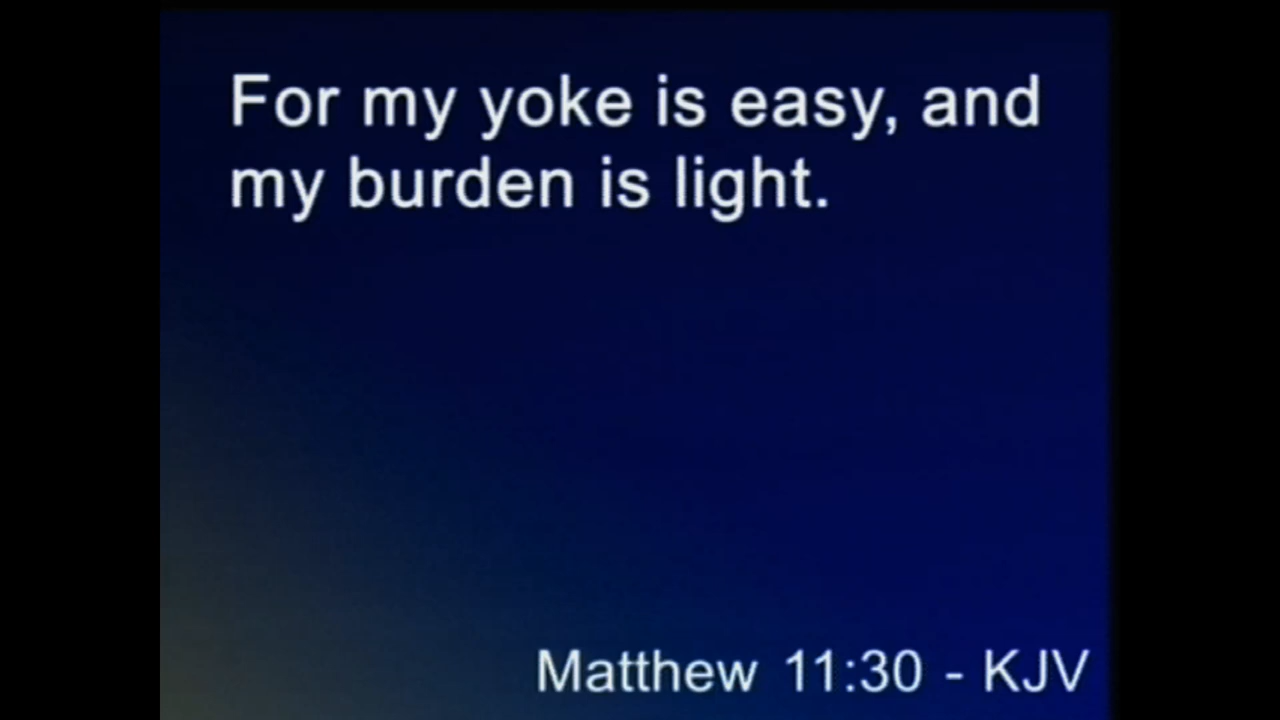 For my yoke is easy, and
my burden is light.
Matthew 11:30 - KJV